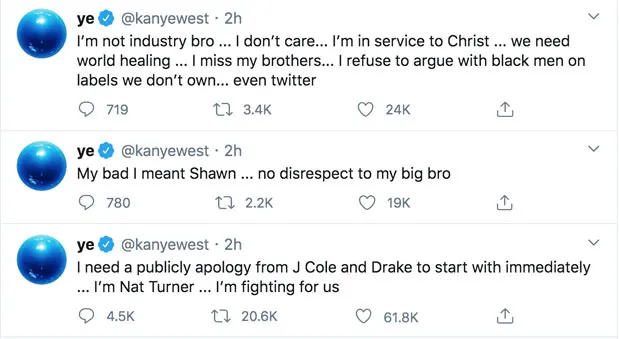 ye @kanyewest · 2h
I'm not industry bro ... I don't care... I'm in service to Christ ... we need
world healing ... I miss my brothers... I refuse to argue with black men on
labels we don't own... even twitter
719 3.4K 24K
ye @kanyewest · 2h
My bad I meant Shawn ... no disrespect to my big bro
780 2.2K 19K
ye @kanyewest · 2h
I need a publicly apology from J Cole and Drake to start with immediately
... I'm Nat Turner ... I'm fighting for us
4.5K 20.6K 61.8K